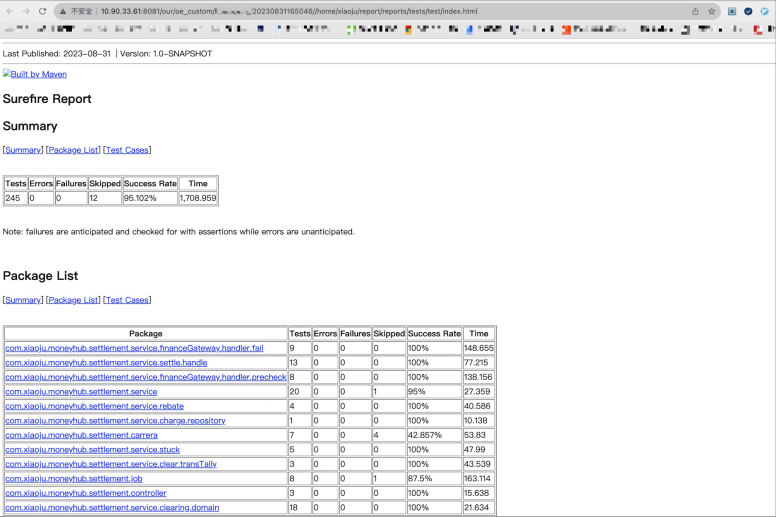 不安全 | 10.90.33.61:8081/our/oe_custom/ /20230831165046//home/xiaoju/report/reports/tests/test/index.html
Last Published: 2023-08-31 | Version: 1.0-SNAPSHOT
Built by Maven
Surefire Report
Summary
[Summary] [Package List] [Test Cases]
Tests Errors Failures Skipped Success Rate Time
245 0 0 12 95.102% 1,708.959
Note: failures are anticipated and checked for with assertions while errors are unanticipated.
Package List
[Summary] [Package List] [Test Cases]
Package Tests Errors Failures Skipped Success Rate Time
com.xiaoju.moneyhub.settlement.service.financeGateway.handler.fail 9 0 0 0 100% 148.655
com.xiaoju.moneyhub.settlement.service.settle.handle 13 0 0 0 100% 77.215
com.xiaoju.moneyhub.settlement.service.financeGateway.handler.precheck 8 0 0 0 100% 138.156
com.xiaoju.moneyhub.settlement.service 20 0 0 1 95% 27.359
com.xiaoju.moneyhub.settlement.service.rebate 4 0 0 0 100% 40.586
com.xiaoju.moneyhub.settlement.service.charge.repository 1 0 0 0 100% 10.138
com.xiaoju.moneyhub.settlement.carrera 7 0 0 4 42.857% 53.83
com.xiaoju.moneyhub.settlement.service.stuck 5 0 0 0 100% 47.99
com.xiaoju.moneyhub.settlement.service.clear.transTally 3 0 0 0 100% 43.539
com.xiaoju.moneyhub.settlement.job 8 0 0 1 87.5% 163.114
com.xiaoju.moneyhub.settlement.controller 3 0 0 0 100% 15.638
com.xiaoju.moneyhub.settlement.service.clearing.domain 18 0 0 0 100% 21.634